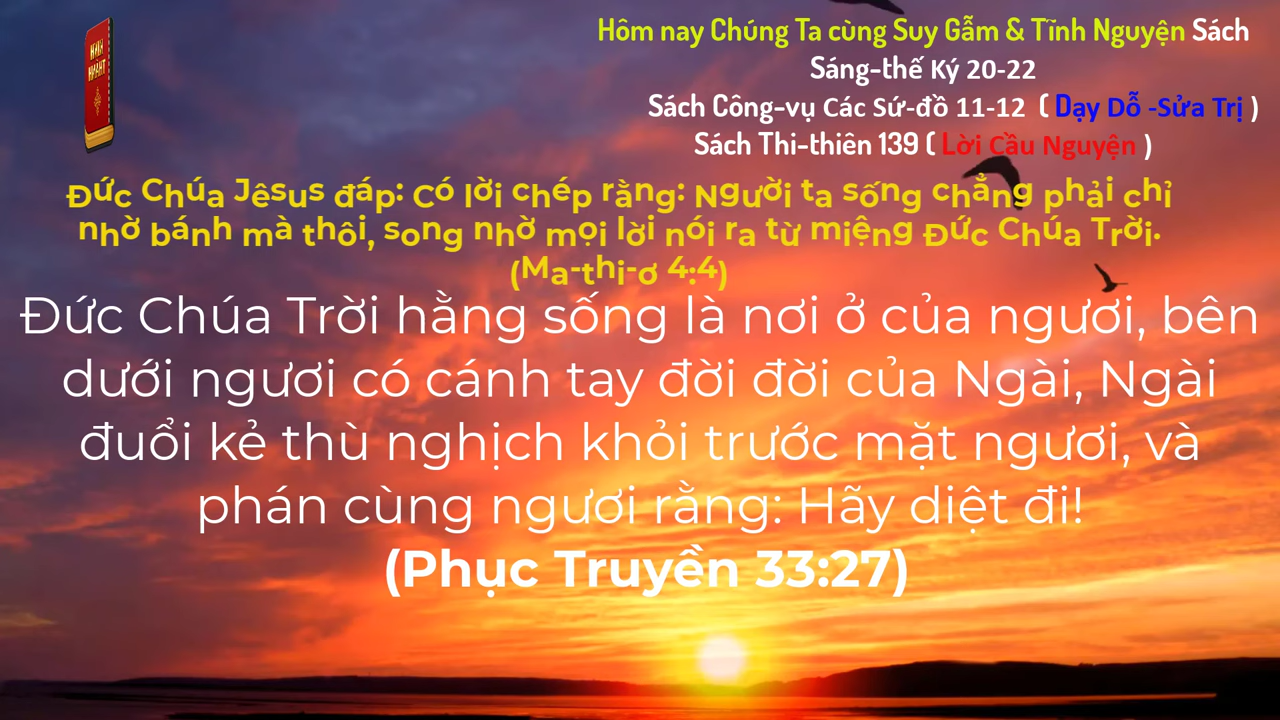 Hôm nay Chúng Ta cùng Suy Gẫm & Tĩnh Nguyện Sách
Sáng-thế Ký 20-22
Sách Công-vụ Các Sứ-đồ 11-12 ( Dạy Dỗ -Sửa Trị )
Sách Thi-thiên 139 ( Lời Cầu Nguyện )
Đức Chúa Jêsus đáp: Có lời chép rằng: Người ta sống chẳng phải chỉ
nhờ bánh mà thôi, song nhờ mọi lời nói ra từ miệng Đức Chúa Trời.
(Ma-thi-ơ 4:4)
Đức Chúa Trời hằng sống là nơi ở của ngươi, bên
dưới ngươi có cánh tay đời đời của Ngài, Ngài
đuổi kẻ thù nghịch khỏi trước mặt ngươi, và
phán cùng ngươi rằng: Hãy diệt đi!
(Phục Truyền 33:27)